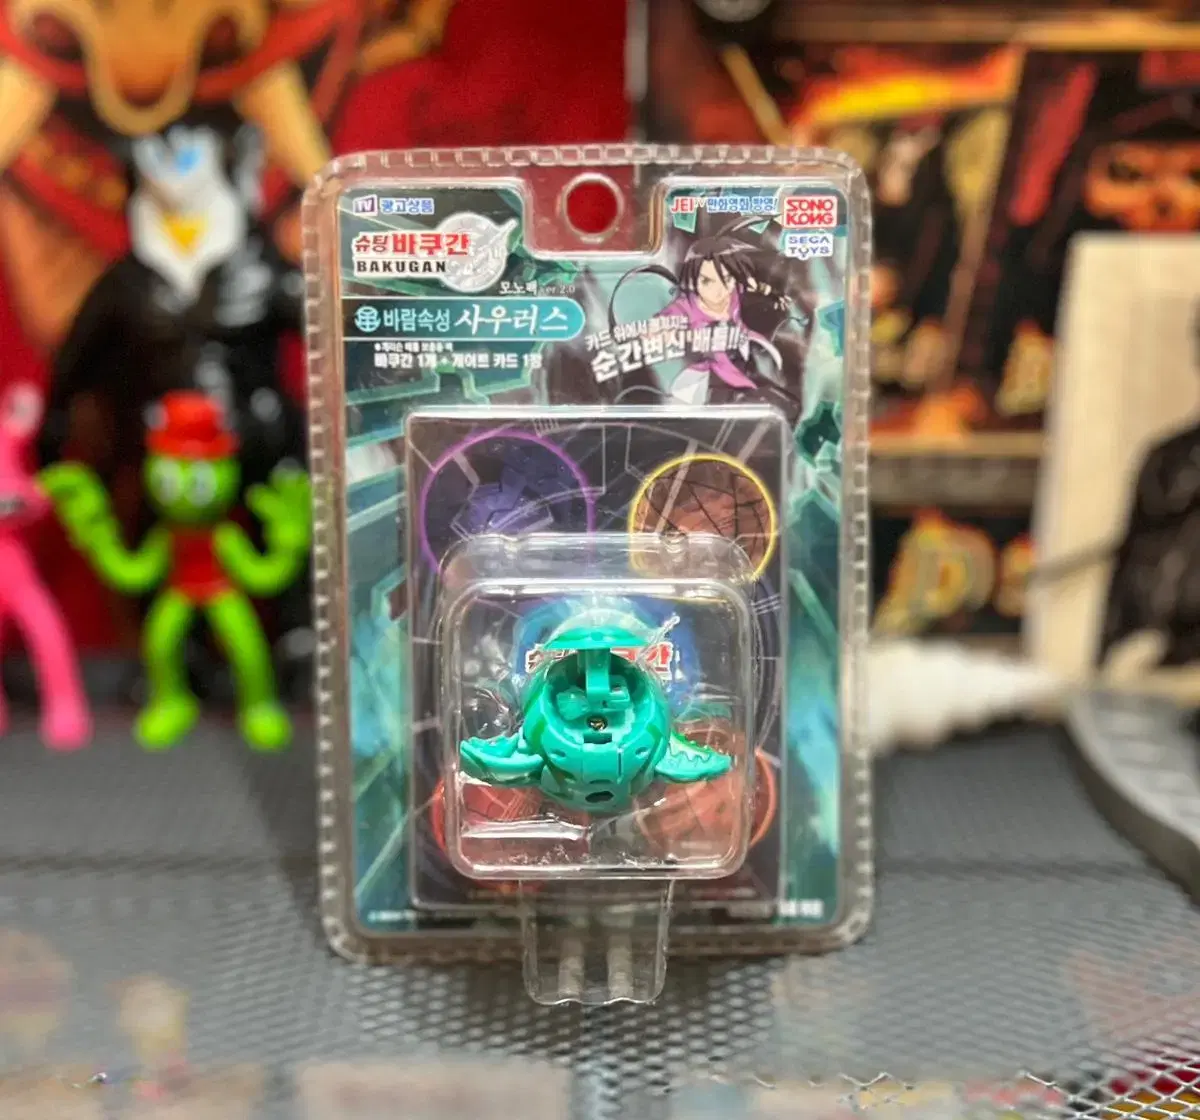 TV 광고상품
JEI TV 만화영화 방영!
SONO KONG
SEGA TOYS
슈팅 바쿠간
BAKUGAN
모노팩 ver.2.0
바람속성 사우러스
카드 위에서 펼쳐지는
순간변신 배틀!!
바쿠간 1개 + 게이트 카드 1장